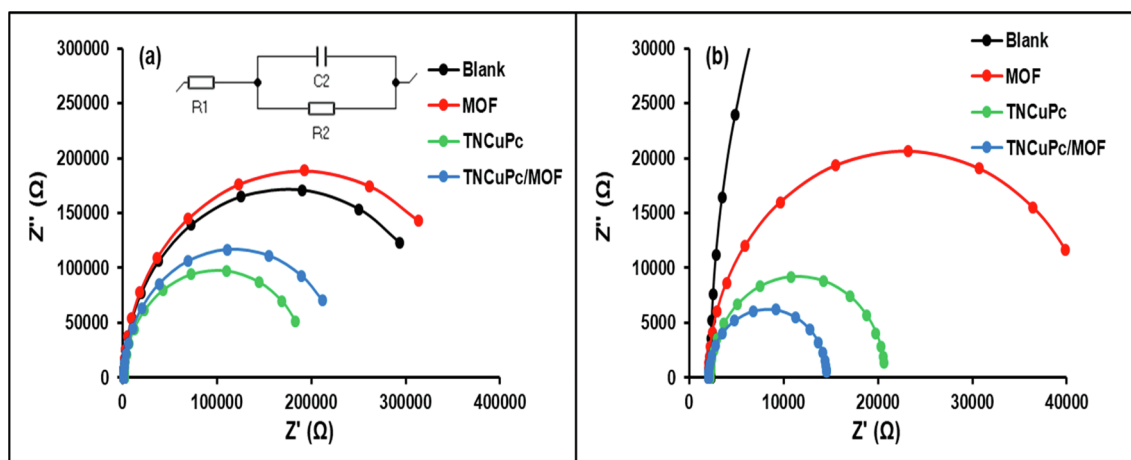 300000
250000
200000
150000
100000
50000
0
Z'' (Ω)
(a)
R1
C2
R2
Blank
MOF
TNCuPc
TNCuPc/MOF
0 100000 200000 300000 400000
Z' (Ω)
30000
25000
20000
15000
10000
5000
0
Z'' (Ω)
(b)
Blank
MOF
TNCuPc
TNCuPc/MOF
0 10000 20000 30000 40000
Z' (Ω)